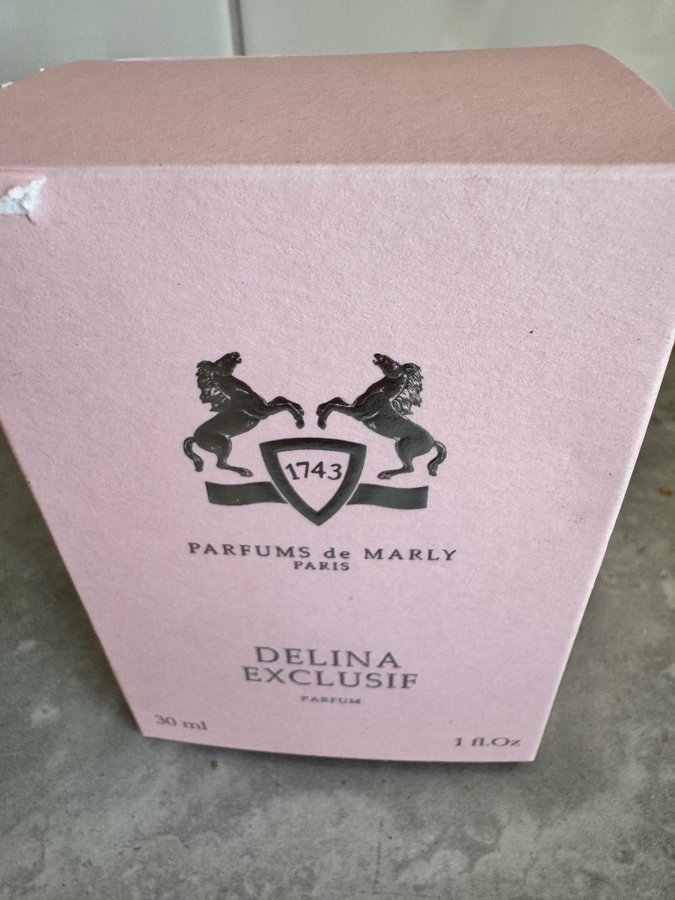 1743
PARFUMS de MARLY
PARIS
DELINA
EXCLUSIF
PARFUM
30 ml
1 fl.Oz